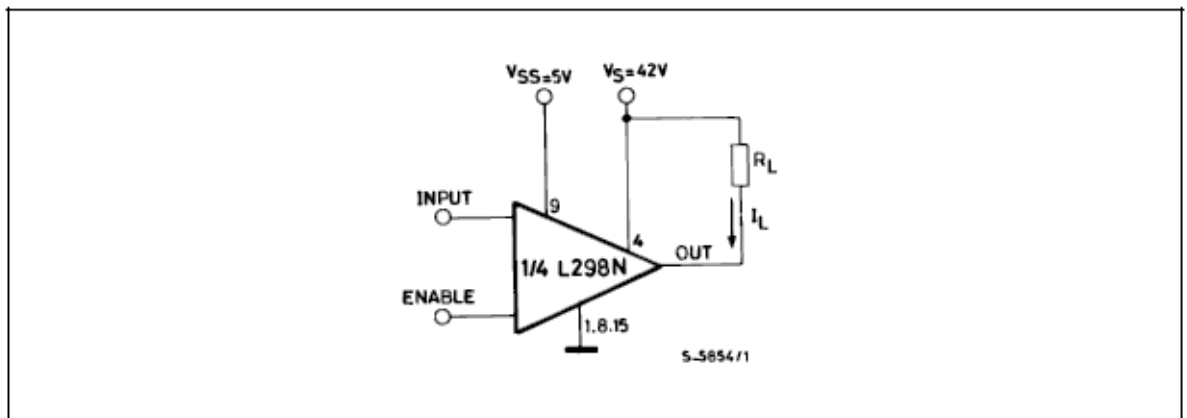 VSS=5V
VS=42V
RL
INPUT
9
IL
4
OUT
1/4 L298N
ENABLE
1.8.15
S-5854/1